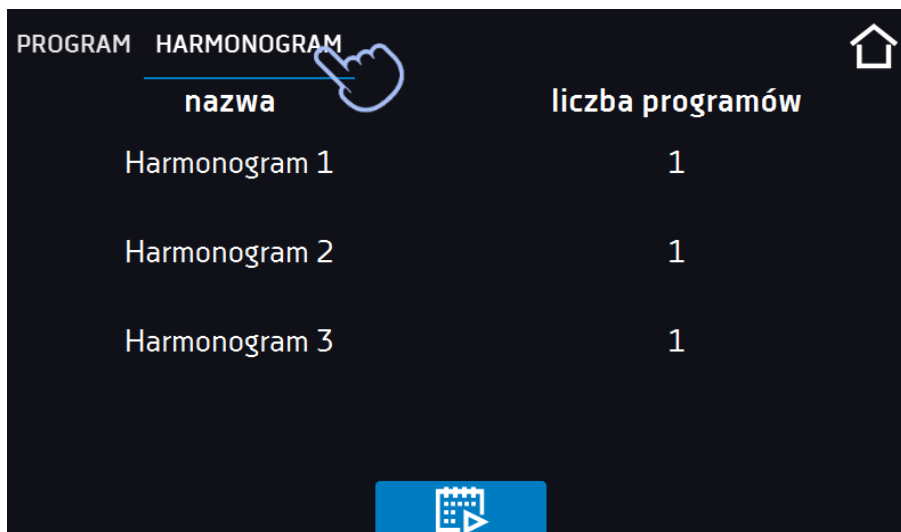 PROGRAM HARMONOGRAM
nazwa liczba programów
Harmonogram 1 1
Harmonogram 2 1
Harmonogram 3 1